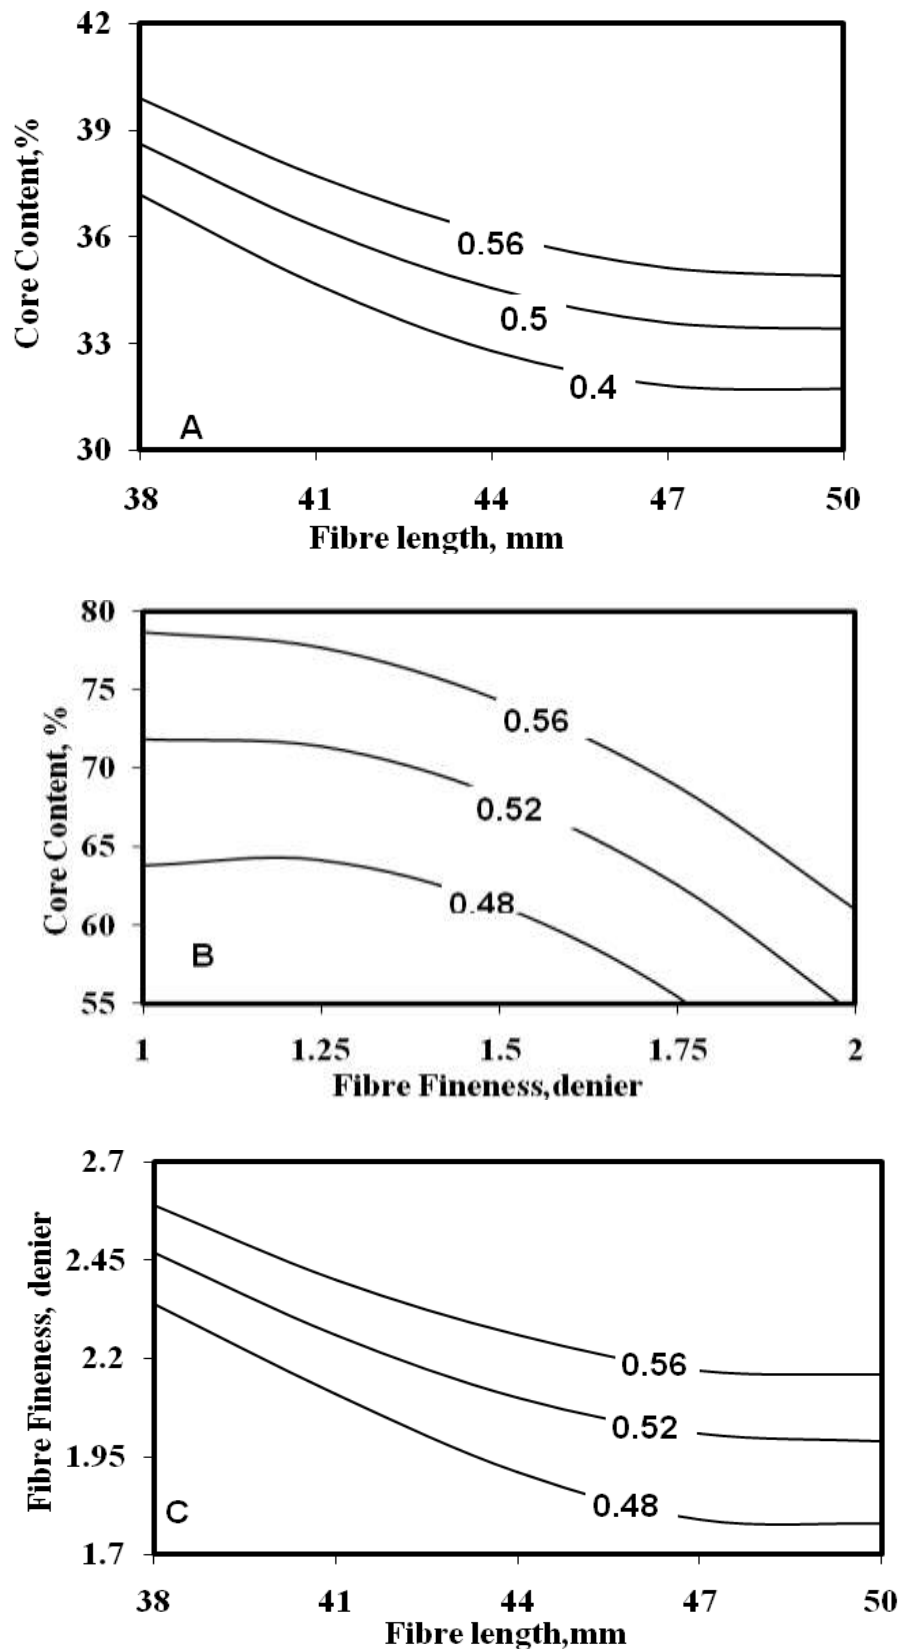 42
39
36
33
30
Core Content,%
0.56
0.5
0.4
A
38 41 44 47 50
Fibre length, mm
80
75
70
65
60
55
Core Content, %
0.56
0.52
0.48
B
1 1.25 1.5 1.75 2
Fibre Fineness,denier
2.7
2.45
2.2
1.95
1.7
Fibre Fineness, denier
0.56
0.52
0.48
C
38 41 44 47 50
Fibre length,mm